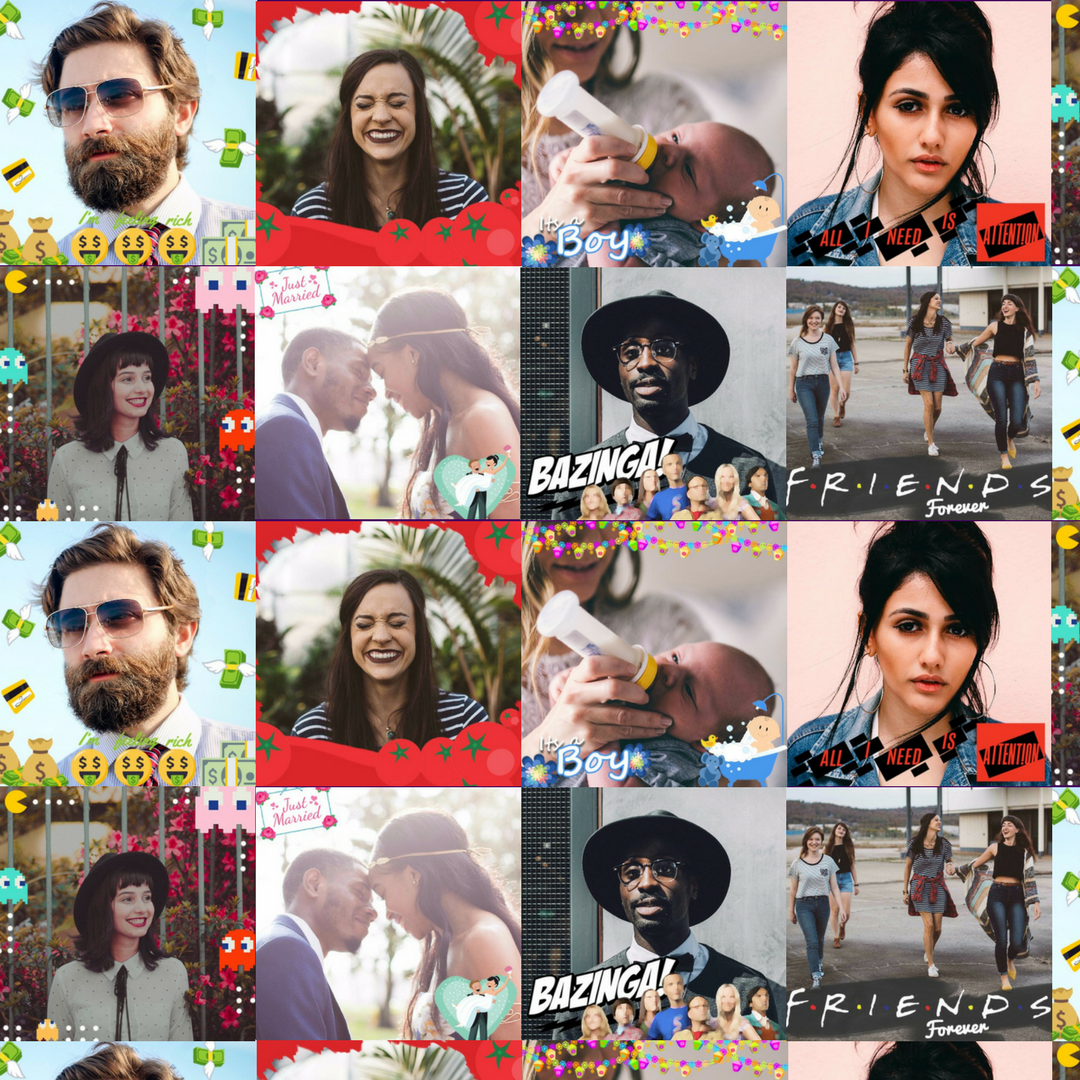 I'm feeling rich
It's a
Boy
ALL I NEED IS ATTENTION
Just
Married
BAZINGA!
F.R.I.E.N.D.S
Forever
I'm feeling rich
It's a
Boy
ALL I NEED IS ATTENTION
Just
Married
BAZINGA!
F.R.I.E.N.D.S
Forever